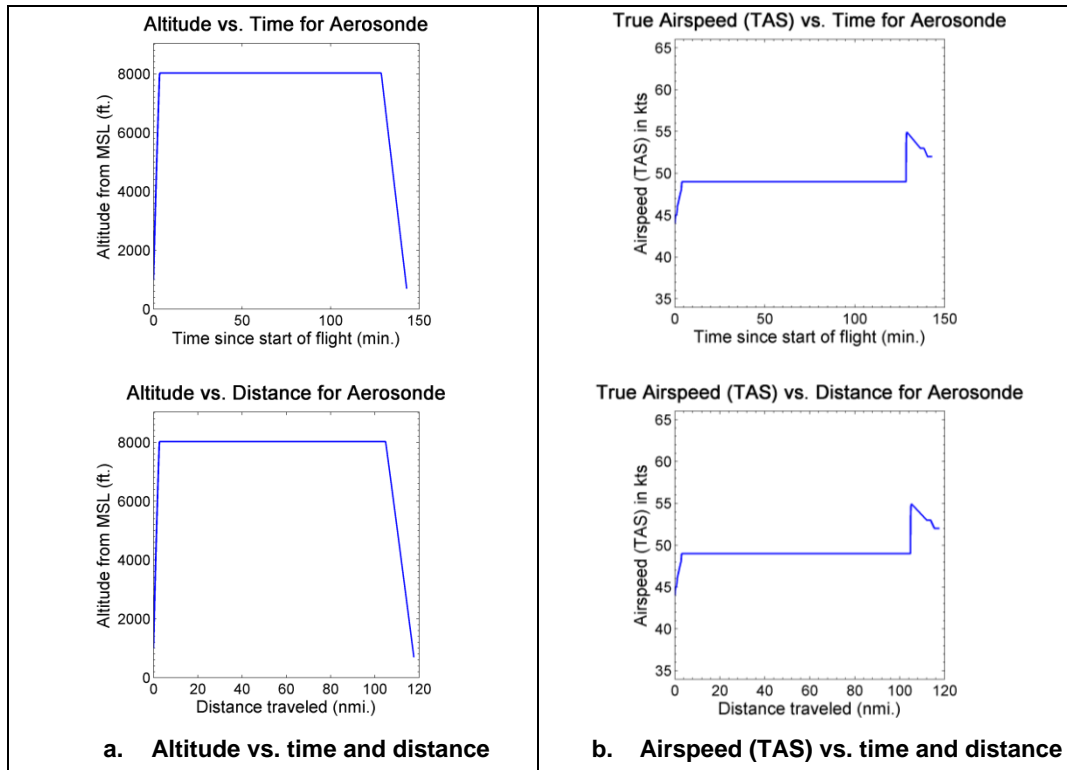 Altitude vs. Time for Aerosonde
Altitude from MSL (ft.)
8000
6000
4000
2000
0
0 50 100 150
Time since start of flight (min.)
Altitude vs. Distance for Aerosonde
Altitude from MSL (ft.)
8000
6000
4000
2000
0
0 20 40 60 80 100 120
Distance traveled (nmi.)
a. Altitude vs. time and distance
True Airspeed (TAS) vs. Time for Aerosonde
Airspeed (TAS) in kts
65
60
55
50
45
40
35
0 50 100 150
Time since start of flight (min.)
True Airspeed (TAS) vs. Distance for Aerosonde
Airspeed (TAS) in kts
65
60
55
50
45
40
35
0 20 40 60 80 100 120
Distance traveled (nmi.)
b. Airspeed (TAS) vs. time and distance